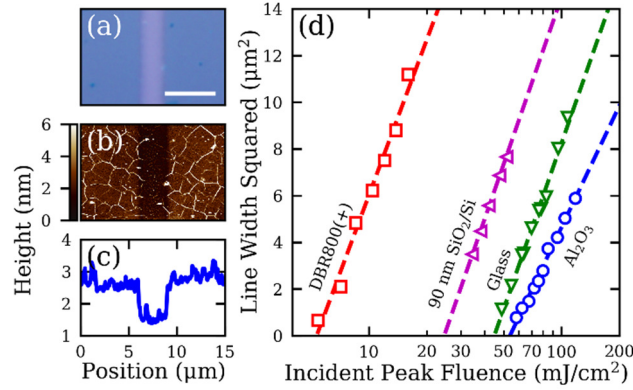 (a)
(b)
6
4
2
0
Height (nm)
(c)
4
3
2
1
0 5 10 15
Position (μm)
(d)
Line Width Squared (μm²)
14
12
10
8
6
4
2
0
DBR800(+)
90 nm SiO₂/Si
Glass
Al₂O₃
10 20 30 40 50 70 100 200
Incident Peak Fluence (mJ/cm²)